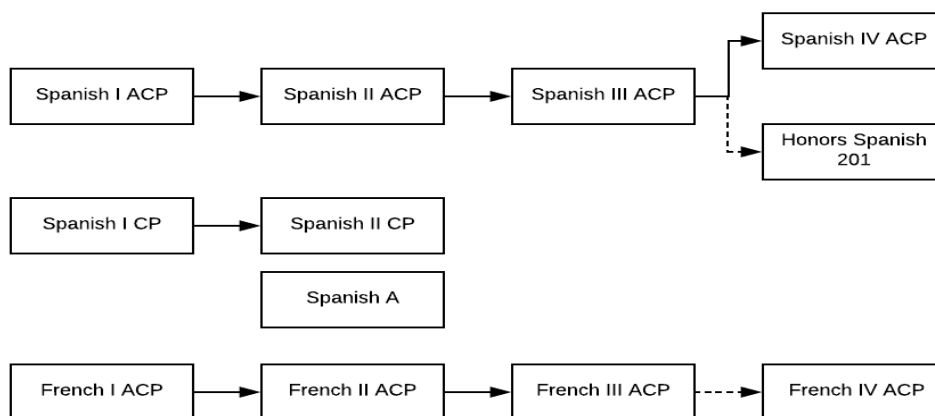 Spanish IV ACP
Spanish I ACP
Spanish II ACP
Spanish III ACP
Honors Spanish
201
Spanish I CP
Spanish II CP
Spanish A
French I ACP
French II ACP
French III ACP
French IV ACP